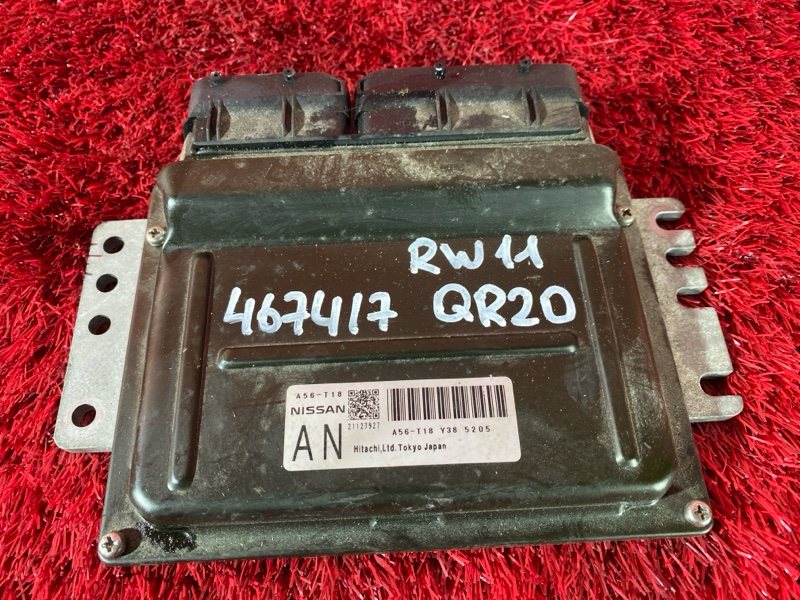 RW11
467417 QR20
A56-T18
NISSAN
21127927
AN
A56-T18 Y38 5205
Hitachi,Ltd.Tokyo Japan